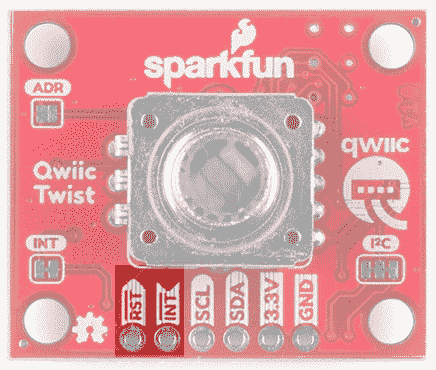 sparkfun
ADR
Qwiic
Twist
qwiic
INT
I²C
RST
INT
SCL
SDA
3.3V
GND